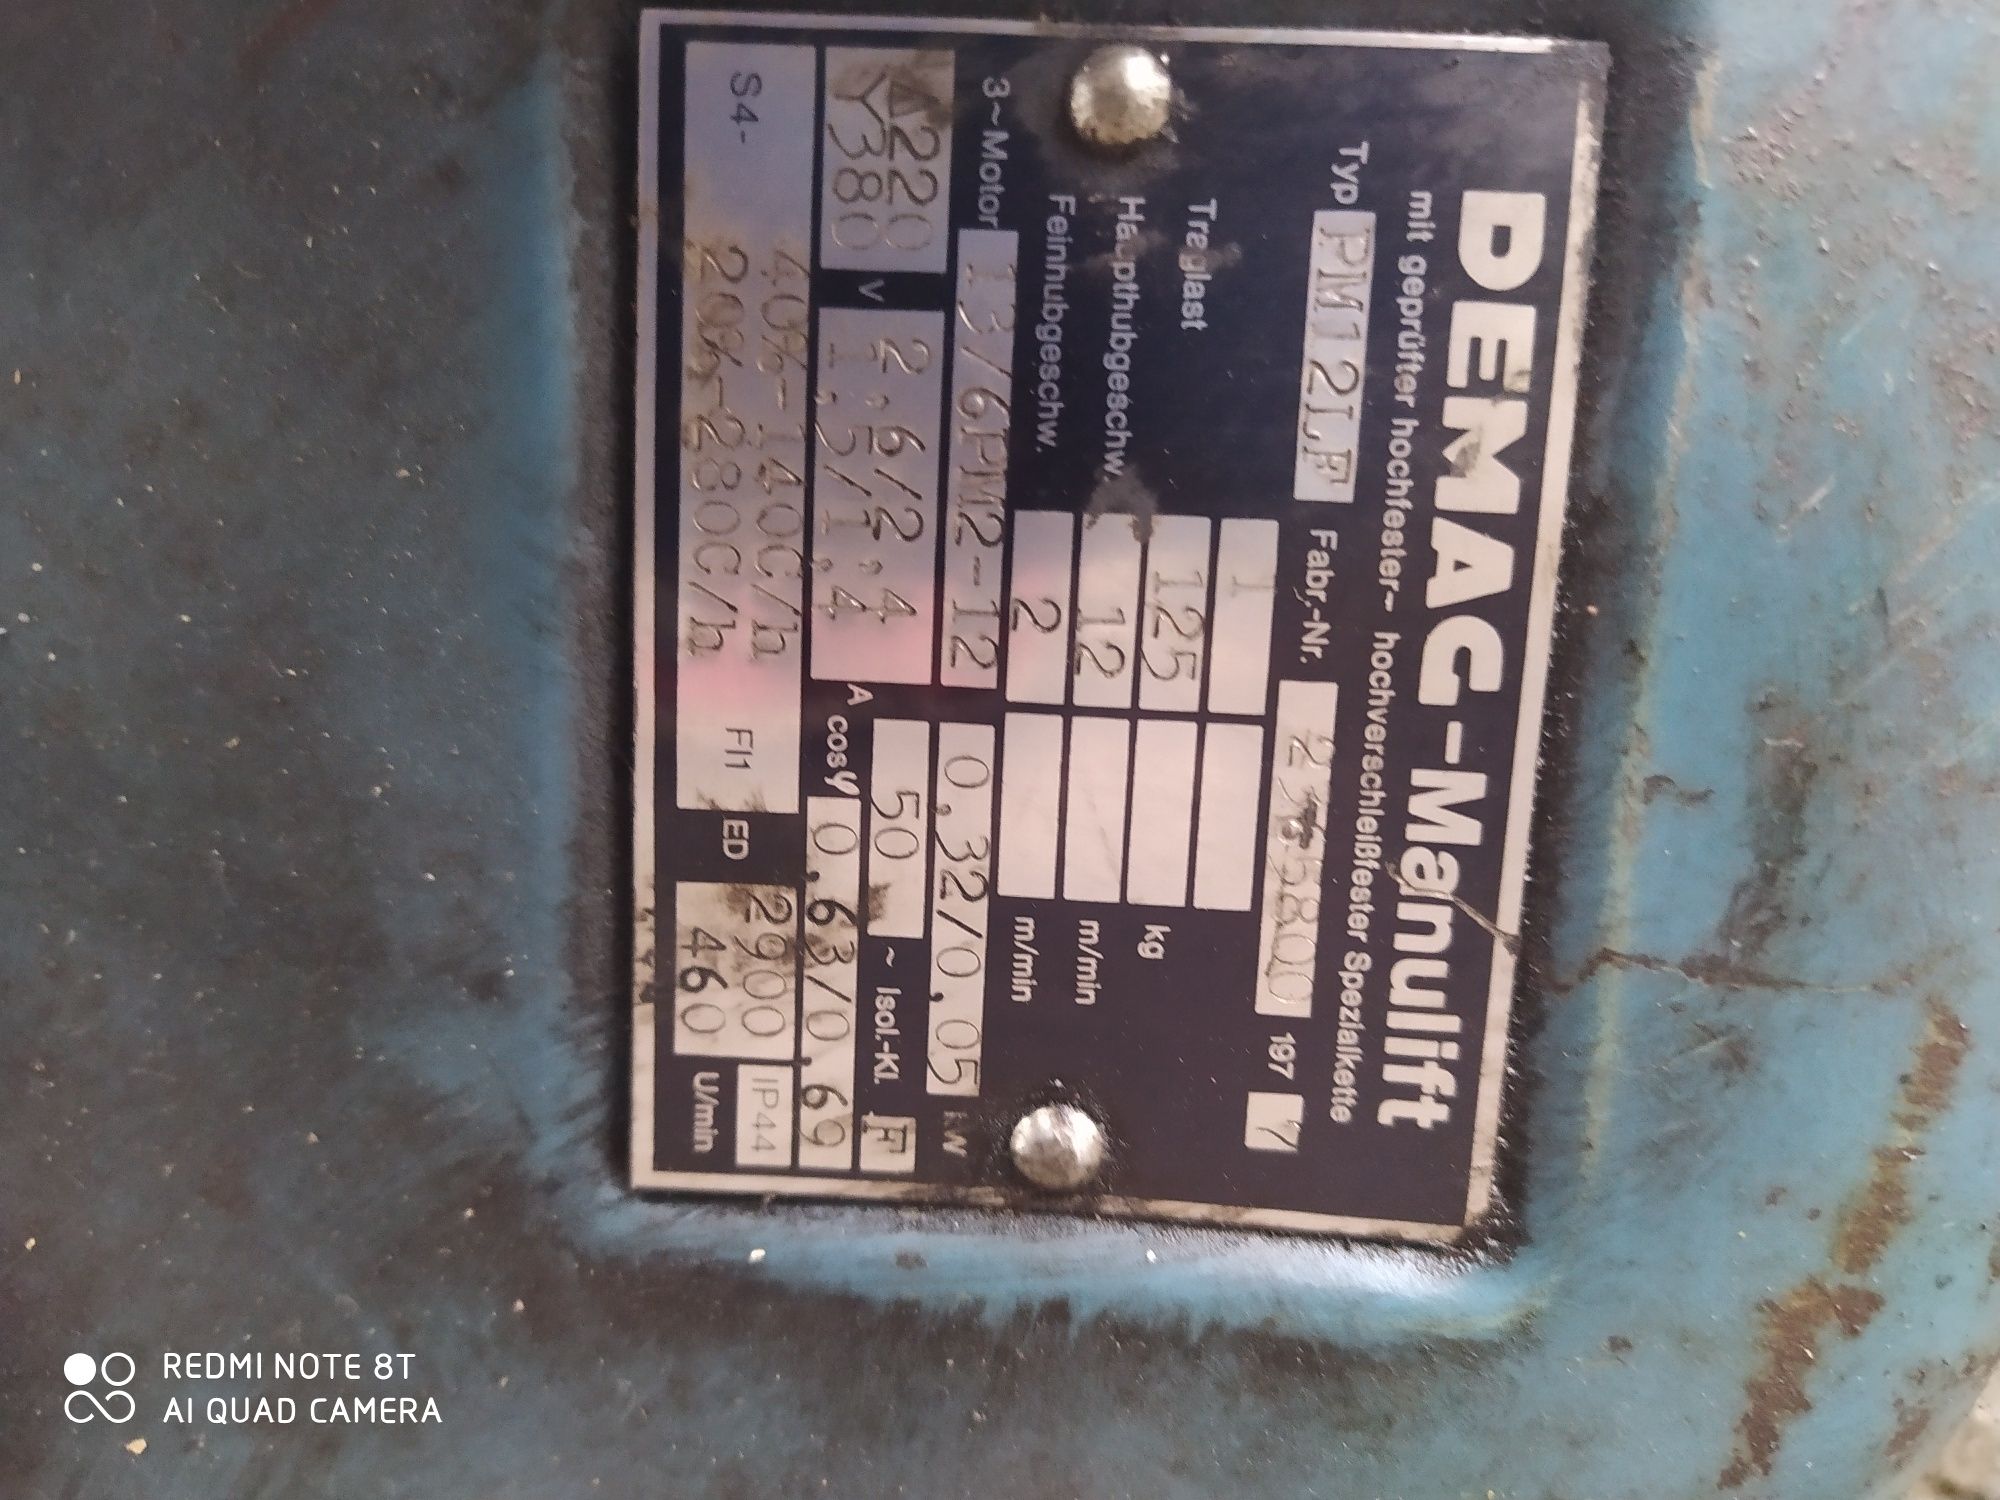 DEMAG-Manulift
mit geprüfter hochfester- hochverschleißfester Spezialkette
Typ PM12LF Fabr.-Nr. 197 7
1
Traglast 125 kg
Haupthubgeschw. 12 m/min
Feinhubgeschw. 2 m/min
3~Motor 13/6PM2-12 0,32/0,05 kW
Δ220 Y380 V 2,6/2,4 1,5/1,4 A 50 ~ Isol.-Kl. F
cosφ 0,63/0,69
S4- 40%-140C/h 2900 IP44
20%-280C/h FI1 ED 460 U/min
REDMI NOTE 8T
AI QUAD CAMERA